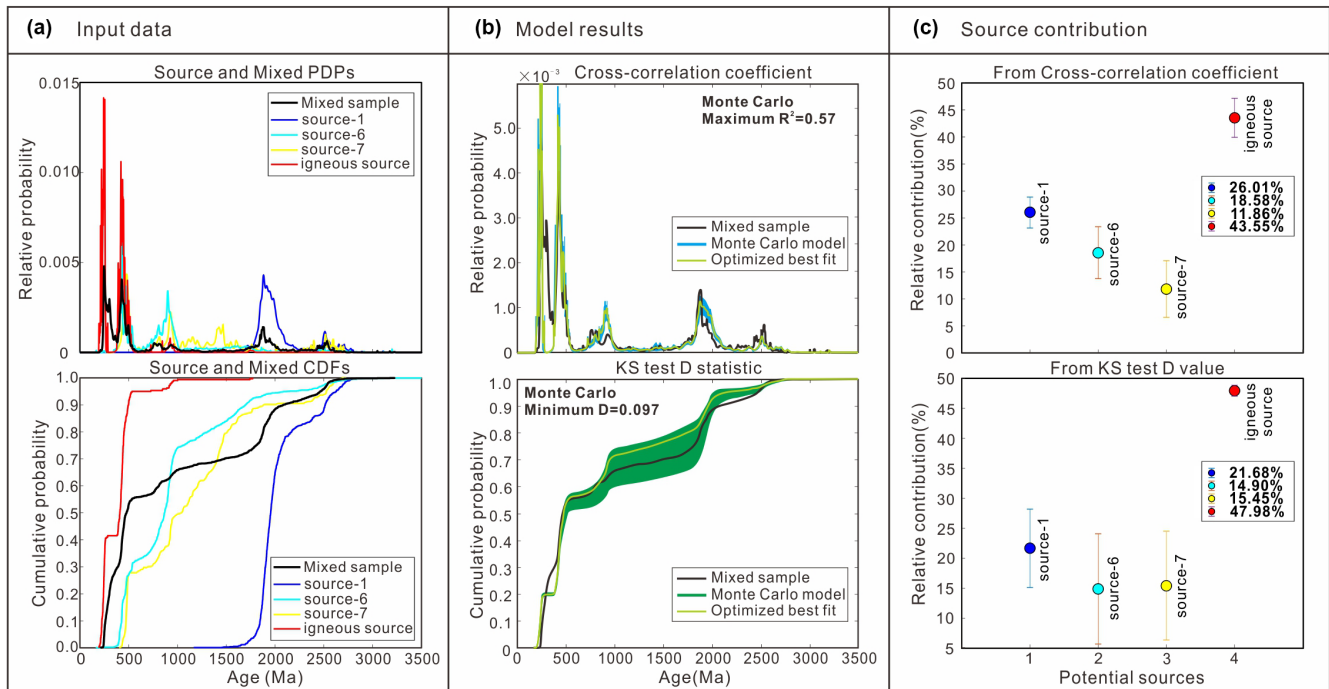 (a) Input data
(b) Model results
(c) Source contribution
Source and Mixed PDPs
0.015
0.010
0.005
0
Relative probability
Mixed sample
source-1
source-6
source-7
igneous source
Source and Mixed CDFs
1.0
0.9
0.8
0.7
0.6
0.5
0.4
0.3
0.2
0.1
0.0
Cumulative probability
Mixed sample
source-1
source-6
source-7
igneous source
0 500 1000 1500 2000 2500 3000 3500
Age (Ma)
×10⁻³
Cross-correlation coefficient
Monte Carlo
Maximum R²=0.57
5.0
4.0
3.0
2.0
1.0
0
Relative probability
Mixed sample
Monte Carlo model
Optimized best fit
KS test D statistic
Monte Carlo
Minimum D=0.097
1.0
0.9
0.8
0.7
0.6
0.5
0.4
0.3
0.2
0.1
0
Cumulative probability
Mixed sample
Monte Carlo model
Optimized best fit
0 500 1000 1500 2000 2500 3000 3500
Age(Ma)
From Cross-correlation coefficient
50
45
40
35
30
25
20
15
10
5
0
Relative contribution(%)
source-1
source-6
source-7
igneous
source
26.01%
18.58%
11.86%
43.55%
From KS test D value
50
45
40
35
30
25
20
15
10
5
Relative contribution(%)
source-1
source-6
source-7
igneous
source
21.68%
14.90%
15.45%
47.98%
1 2 3 4
Potential sources